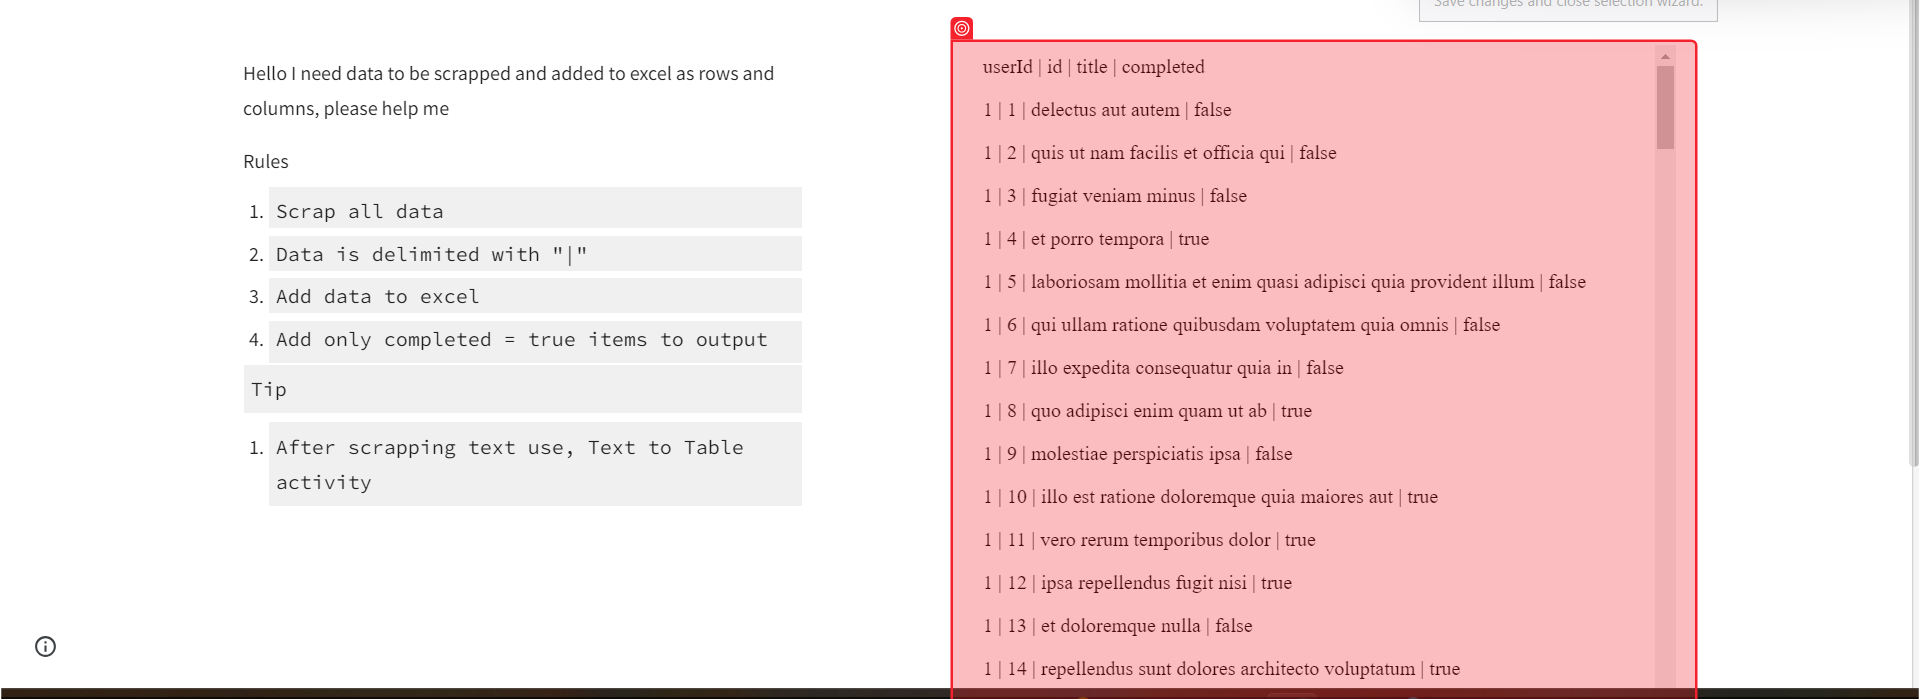 Save changes and close selection wizard.
Hello I need data to be scrapped and added to excel as rows and
columns, please help me
Rules
1. Scrap all data
2. Data is delimited with "|"
3. Add data to excel
4. Add only completed = true items to output
Tip
1. After scrapping text use, Text to Table
activity
userId | id | title | completed
1 | 1 | delectus aut autem | false
1 | 2 | quis ut nam facilis et officia qui | false
1 | 3 | fugiat veniam minus | false
1 | 4 | et porro tempora | true
1 | 5 | laboriosam mollitia et enim quasi adipisci quia provident illum | false
1 | 6 | qui ullam ratione quibusdam voluptatem quia omnis | false
1 | 7 | illo expedita consequatur quia in | false
1 | 8 | quo adipisci enim quam ut ab | true
1 | 9 | molestiae perspiciatis ipsa | false
1 | 10 | illo est ratione doloremque quia maiores aut | true
1 | 11 | vero rerum temporibus dolor | true
1 | 12 | ipsa repellendus fugit nisi | true
1 | 13 | et doloremque nulla | false
1 | 14 | repellendus sunt dolores architecto voluptatum | true